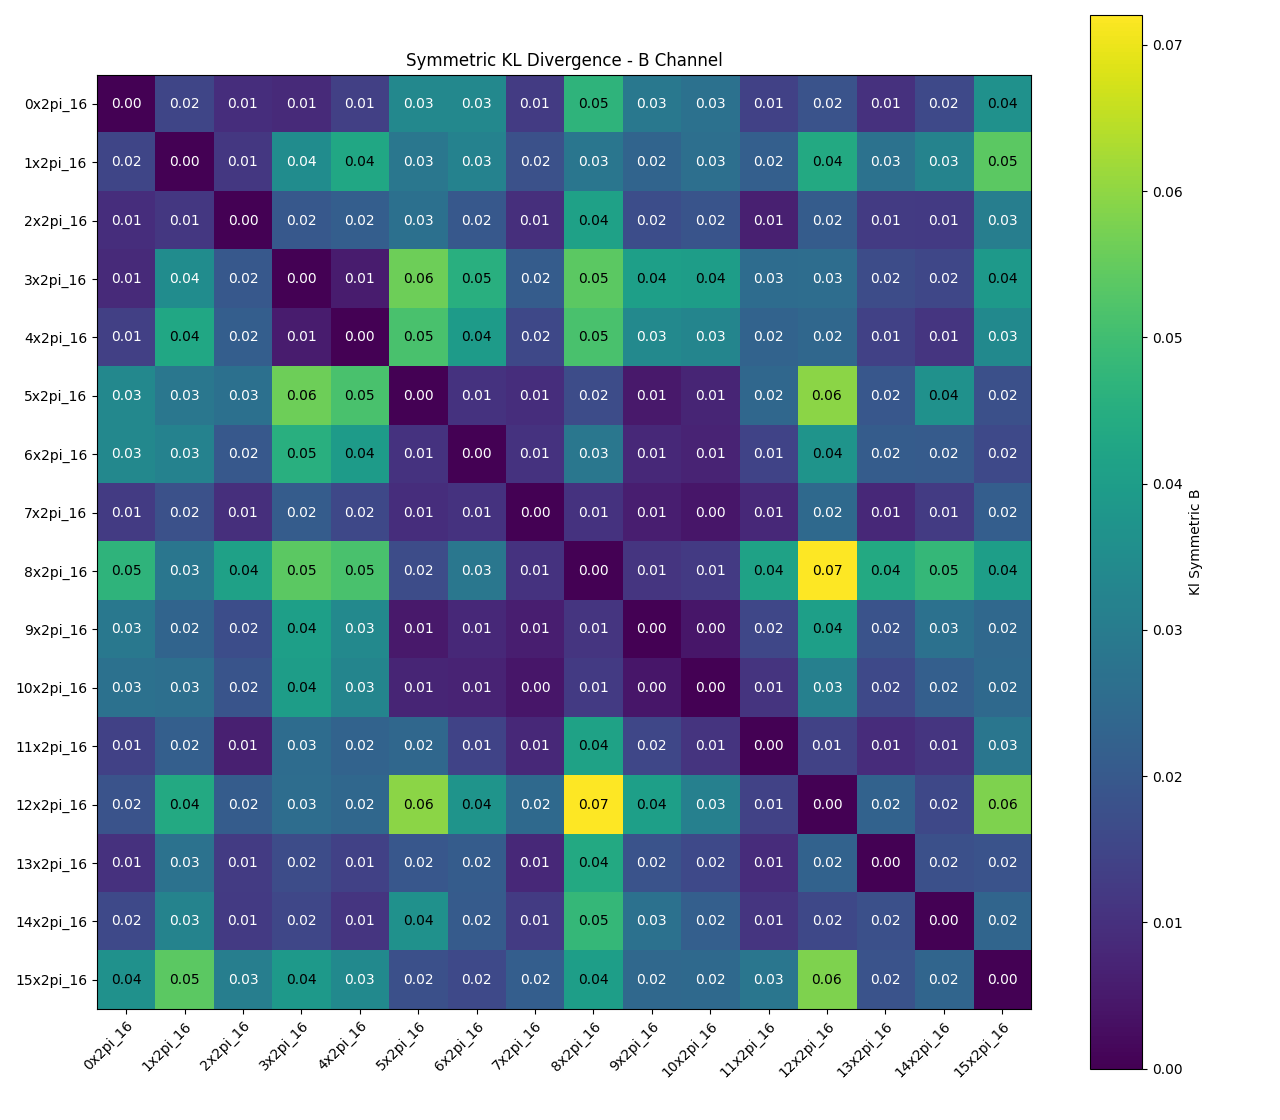 Symmetric KL Divergence - B Channel
0x2pi_16 0.00 0.02 0.01 0.01 0.01 0.03 0.03 0.01 0.05 0.03 0.03 0.01 0.02 0.01 0.02 0.04
1x2pi_16 0.02 0.00 0.01 0.04 0.04 0.03 0.03 0.02 0.03 0.02 0.03 0.02 0.04 0.03 0.03 0.05
2x2pi_16 0.01 0.01 0.00 0.02 0.02 0.03 0.02 0.01 0.04 0.02 0.02 0.01 0.02 0.01 0.01 0.03
3x2pi_16 0.01 0.04 0.02 0.00 0.01 0.06 0.05 0.02 0.05 0.04 0.04 0.03 0.03 0.02 0.02 0.04
4x2pi_16 0.01 0.04 0.02 0.01 0.00 0.05 0.04 0.02 0.05 0.03 0.03 0.02 0.02 0.01 0.01 0.03
5x2pi_16 0.03 0.03 0.03 0.06 0.05 0.00 0.01 0.01 0.02 0.01 0.01 0.02 0.06 0.02 0.04 0.02
6x2pi_16 0.03 0.03 0.02 0.05 0.04 0.01 0.00 0.01 0.03 0.01 0.01 0.01 0.04 0.02 0.02 0.02
7x2pi_16 0.01 0.02 0.01 0.02 0.02 0.01 0.01 0.00 0.01 0.01 0.00 0.01 0.02 0.01 0.01 0.02
8x2pi_16 0.05 0.03 0.04 0.05 0.05 0.02 0.03 0.01 0.00 0.01 0.01 0.04 0.07 0.04 0.05 0.04
9x2pi_16 0.03 0.02 0.02 0.04 0.03 0.01 0.01 0.01 0.01 0.00 0.00 0.02 0.04 0.02 0.03 0.02
10x2pi_16 0.03 0.03 0.02 0.04 0.03 0.01 0.01 0.00 0.01 0.00 0.00 0.01 0.03 0.02 0.02 0.02
11x2pi_16 0.01 0.02 0.01 0.03 0.02 0.02 0.01 0.01 0.04 0.02 0.01 0.00 0.01 0.01 0.01 0.03
12x2pi_16 0.02 0.04 0.02 0.03 0.02 0.06 0.04 0.02 0.07 0.04 0.03 0.01 0.00 0.02 0.02 0.06
13x2pi_16 0.01 0.03 0.01 0.02 0.01 0.02 0.02 0.01 0.04 0.02 0.02 0.01 0.02 0.00 0.02 0.02
14x2pi_16 0.02 0.03 0.01 0.02 0.01 0.04 0.02 0.01 0.05 0.03 0.02 0.01 0.02 0.02 0.00 0.02
15x2pi_16 0.04 0.05 0.03 0.04 0.03 0.02 0.02 0.02 0.04 0.02 0.02 0.03 0.06 0.02 0.02 0.00
0x2pi_16 1x2pi_16 2x2pi_16 3x2pi_16 4x2pi_16 5x2pi_16 6x2pi_16 7x2pi_16 8x2pi_16 9x2pi_16 10x2pi_16 11x2pi_16 12x2pi_16 13x2pi_16 14x2pi_16 15x2pi_16
0.07
0.06
0.05
0.04
0.03
0.02
0.01
0.00
Kl Symmetric B